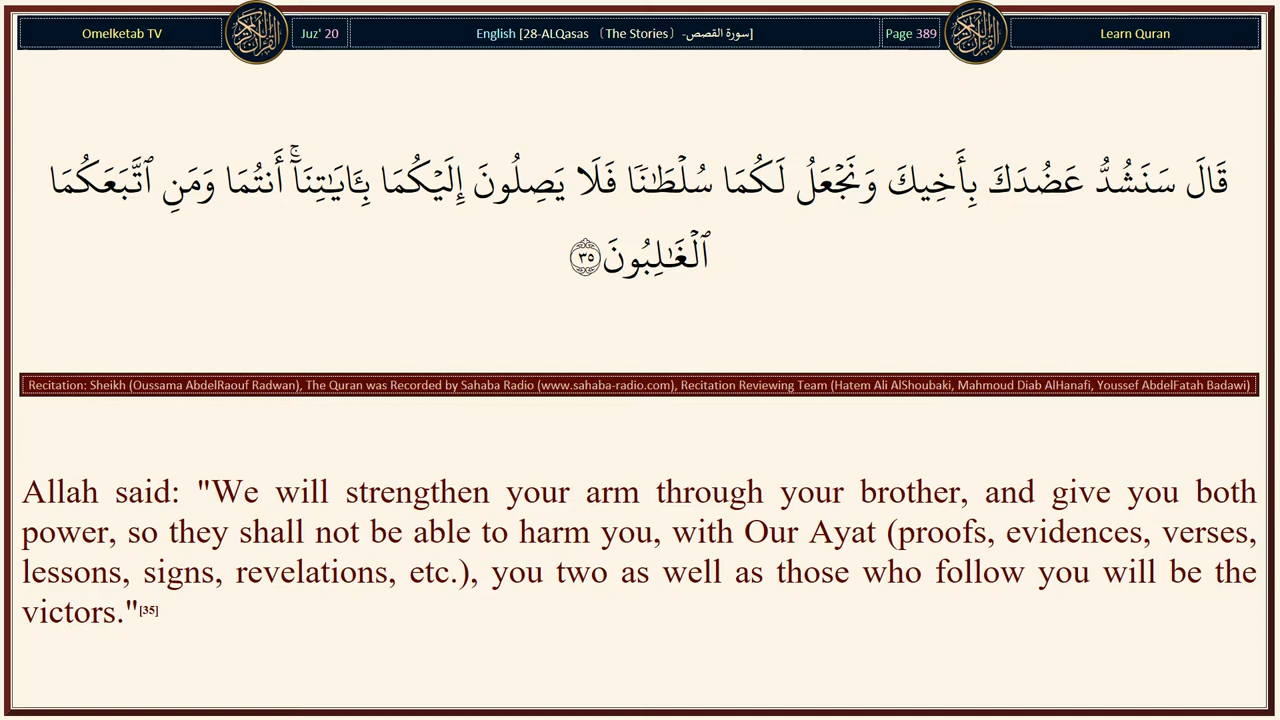 Omelketab TV
Juz' 20
English [28-ALQasas 〔The Stories〕 -سورة القصص]
Page 389
Learn Quran
قَالَ سَنَشُدُّ عَضُدَكَ بِأَخِيكَ وَنَجۡعَلُ لَكُمَا سُلۡطَٰنٗا فَلَا يَصِلُونَ إِلَيۡكُمَا بِـَٔايَٰتِنَآۚ أَنتُمَا وَمَنِ ٱتَّبَعَكُمَا
ٱلۡغَٰلِبُونَ ٣٥
Recitation: Sheikh (Oussama AbdelRaouf Radwan), The Quran was Recorded by Sahaba Radio (www.sahaba-radio.com), Recitation Reviewing Team (Hatem Ali AlShoubaki, Mahmoud Diab AlHanafi, Youssef AbdelFatah Badawi)
Allah said: "We will strengthen your arm through your brother, and give you both
power, so they shall not be able to harm you, with Our Ayat (proofs, evidences, verses,
lessons, signs, revelations, etc.), you two as well as those who follow you will be the
victors."[35]